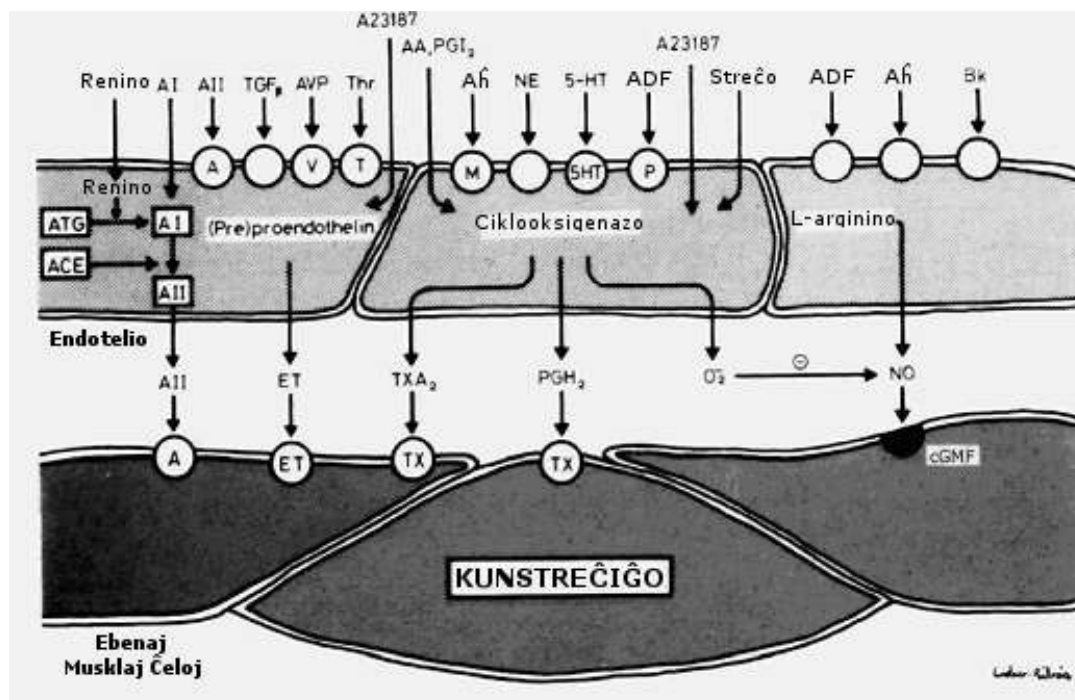 A23187
AA, PGI₂
A23187
Renino AI AII TGFᵦ AVP Thr
Aĥ NE 5-HT ADF Streĉo
ADF Aĥ Bk
A V T
M 5HT P
Renino
ATG AI
(Pre)proendothelin
Ciklooksigenazo
L-arginino
ACE
AII
Endotelio
AII ET TXA₂ PGH₂ O⁻₂ ⊖ NO
A ET TX TX
cGMF
KUNSTREĈIĜO
Ebenaj
Musklaj Ĉeloj